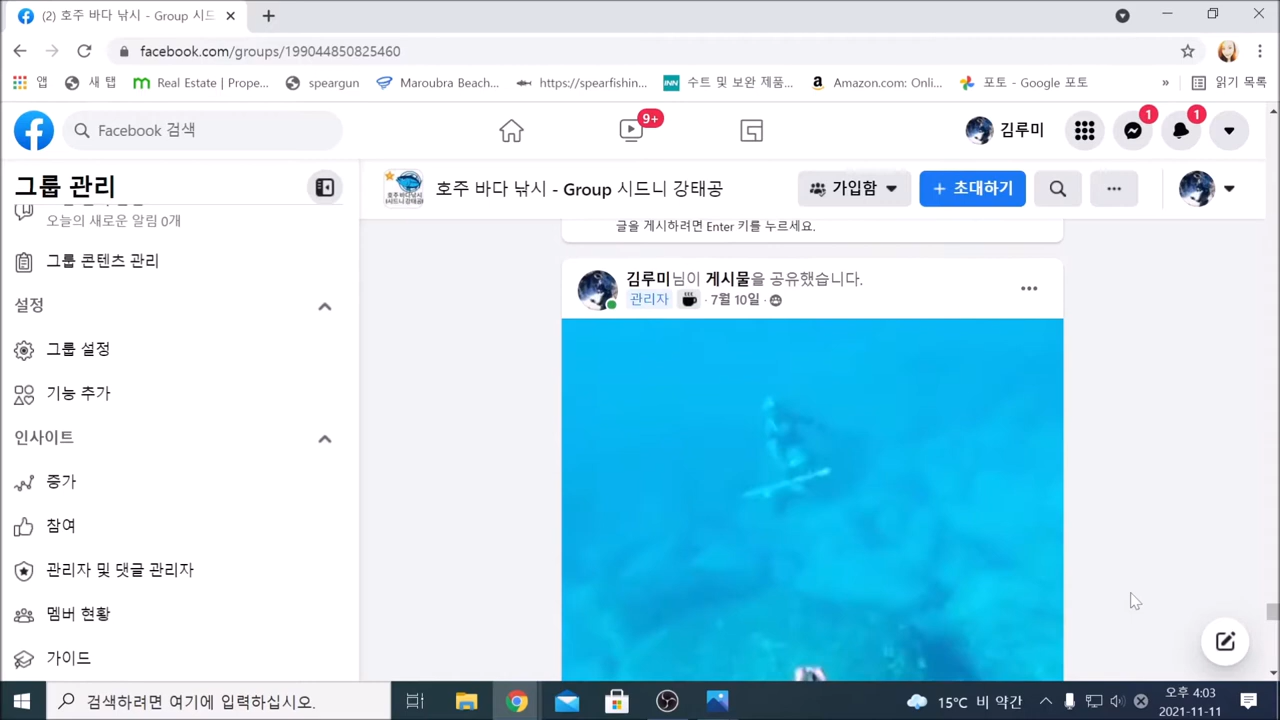 (2) 호주 바다 낚시 - Group 시드
facebook.com/groups/199044850825460
앱 새 탭 Real Estate | Prope... speargun Maroubra Beach... https://spearfishin... INN 수트 및 보완 제품... Amazon.com: Onli... 포토 - Google 포토 » 읽기 목록
Facebook 검색 9+ 김루미 1 1
그룹 관리
호주 바다 낚시 - Group 시드니 강태공 가입함 + 초대하기
오늘의 새로운 알림 0개
글을 게시하려면 Enter 키를 누르세요.
그룹 콘텐츠 관리
설정
그룹 설정
기능 추가
인사이트
증가
참여
관리자 및 댓글 관리자
멤버 현황
가이드
김루미님이 게시물을 공유했습니다.
관리자 · 7월 10일 ·
검색하려면 여기에 입력하십시오.
15°C 비 약간
오후 4:03
2021-11-11